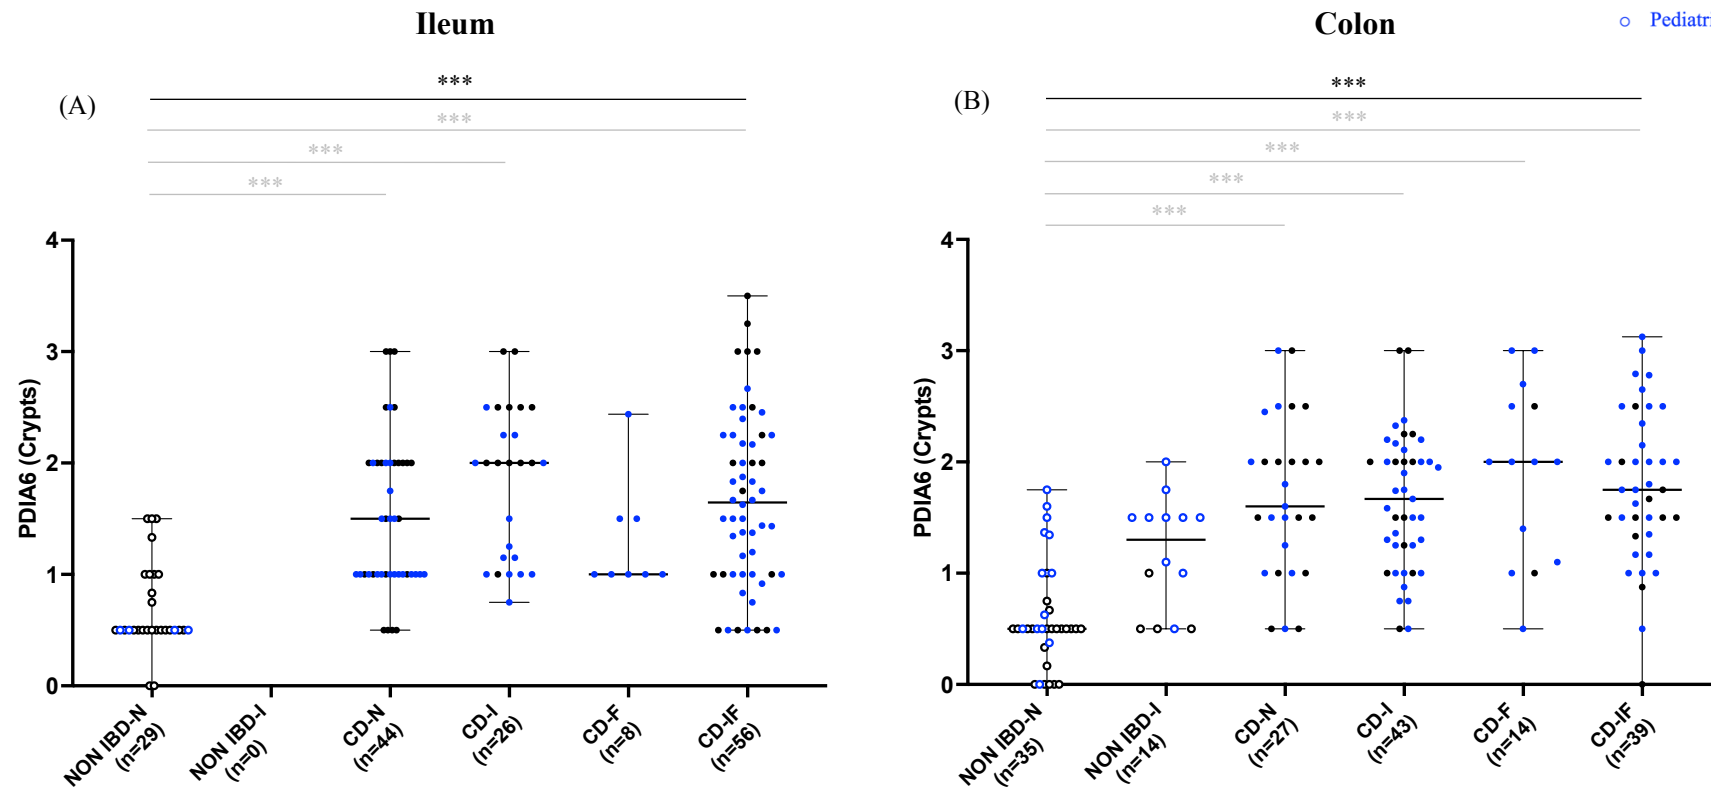 Ileum
Colon
Pediatri
(A)
***
***
***
***
PDIA6 (Crypts)
4
3
2
1
0
NON IBD-N
(n=29)
NON IBD-I
(n=0)
CD-N
(n=44)
CD-I
(n=26)
CD-F
(n=8)
CD-IF
(n=56)
(B)
***
***
***
***
***
PDIA6 (Crypts)
4
3
2
1
0
NON IBD-N
(n=35)
NON IBD-I
(n=14)
CD-N
(n=27)
CD-I
(n=43)
CD-F
(n=14)
CD-IF
(n=39)